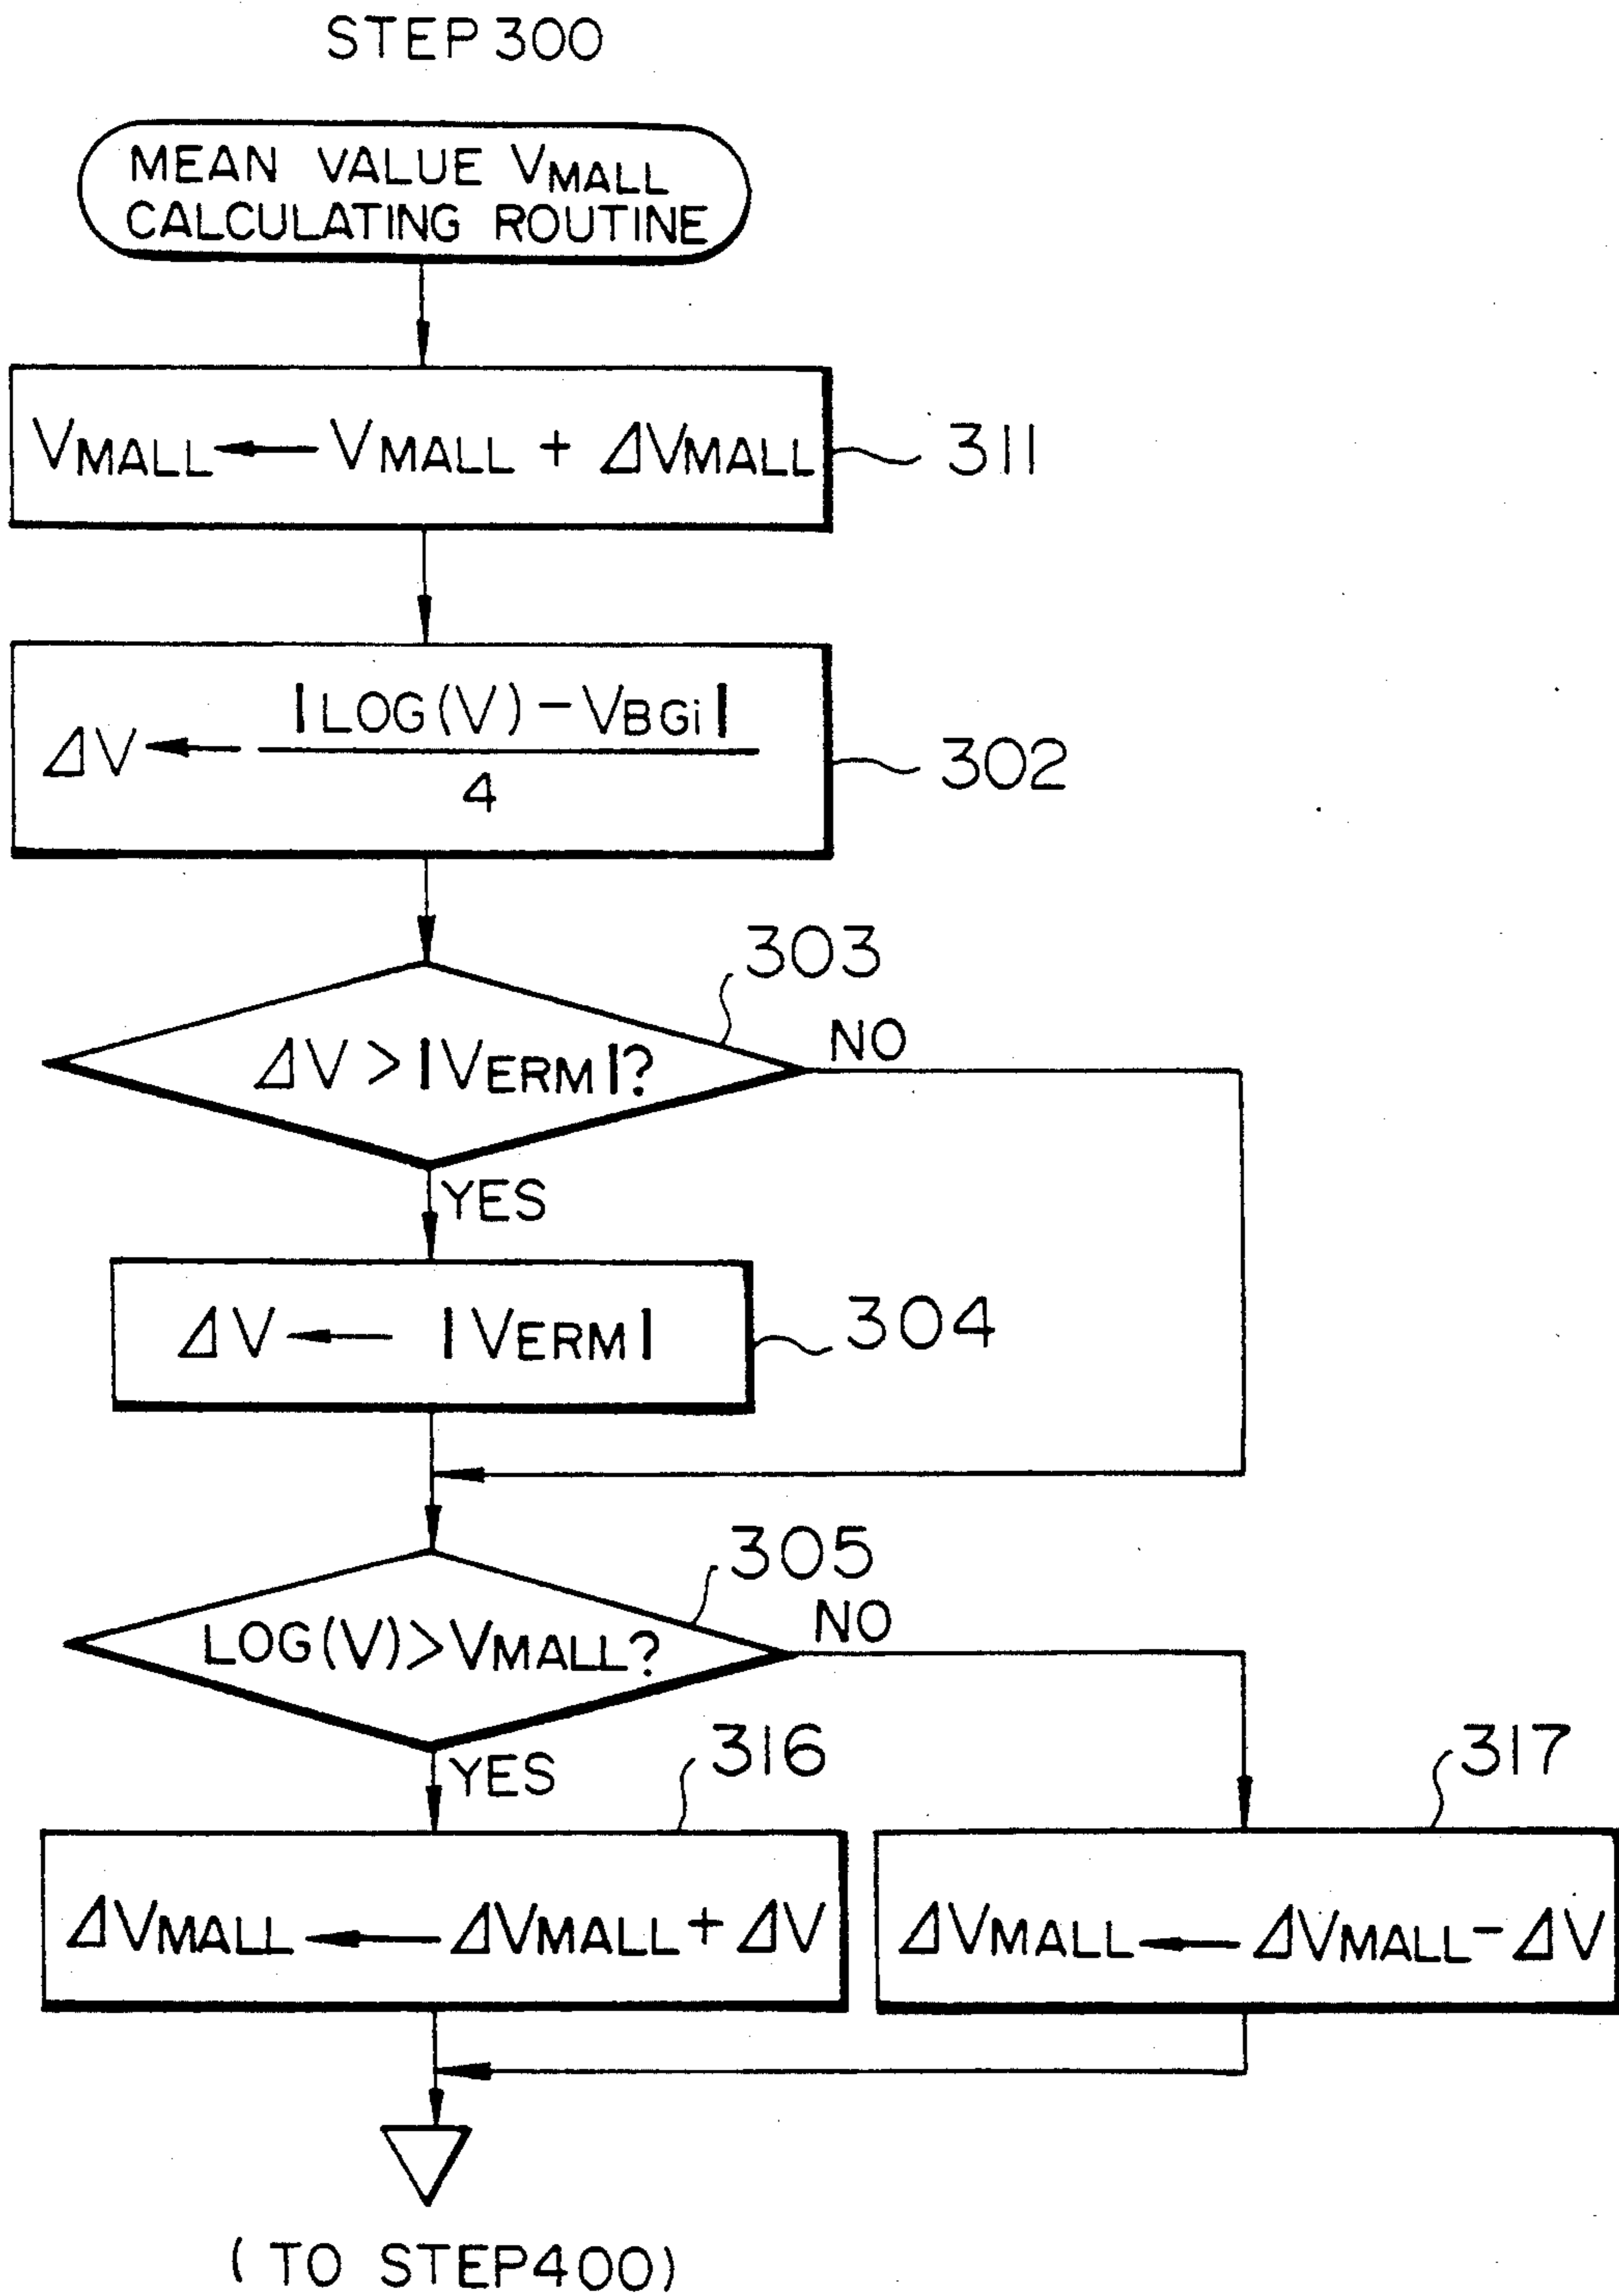 STEP 300
MEAN VALUE VMALL
CALCULATING ROUTINE
VMALL ← VMALL + ΔVMALL
311
ΔV ← |LOG(V) - VBGi| / 4
302
303
ΔV > |VERM|?
NO
YES
ΔV ← |VERM|
304
305
LOG(V) > VMALL?
NO
YES
316
317
ΔVMALL ← ΔVMALL + ΔV
ΔVMALL ← ΔVMALL - ΔV
(TO STEP400)